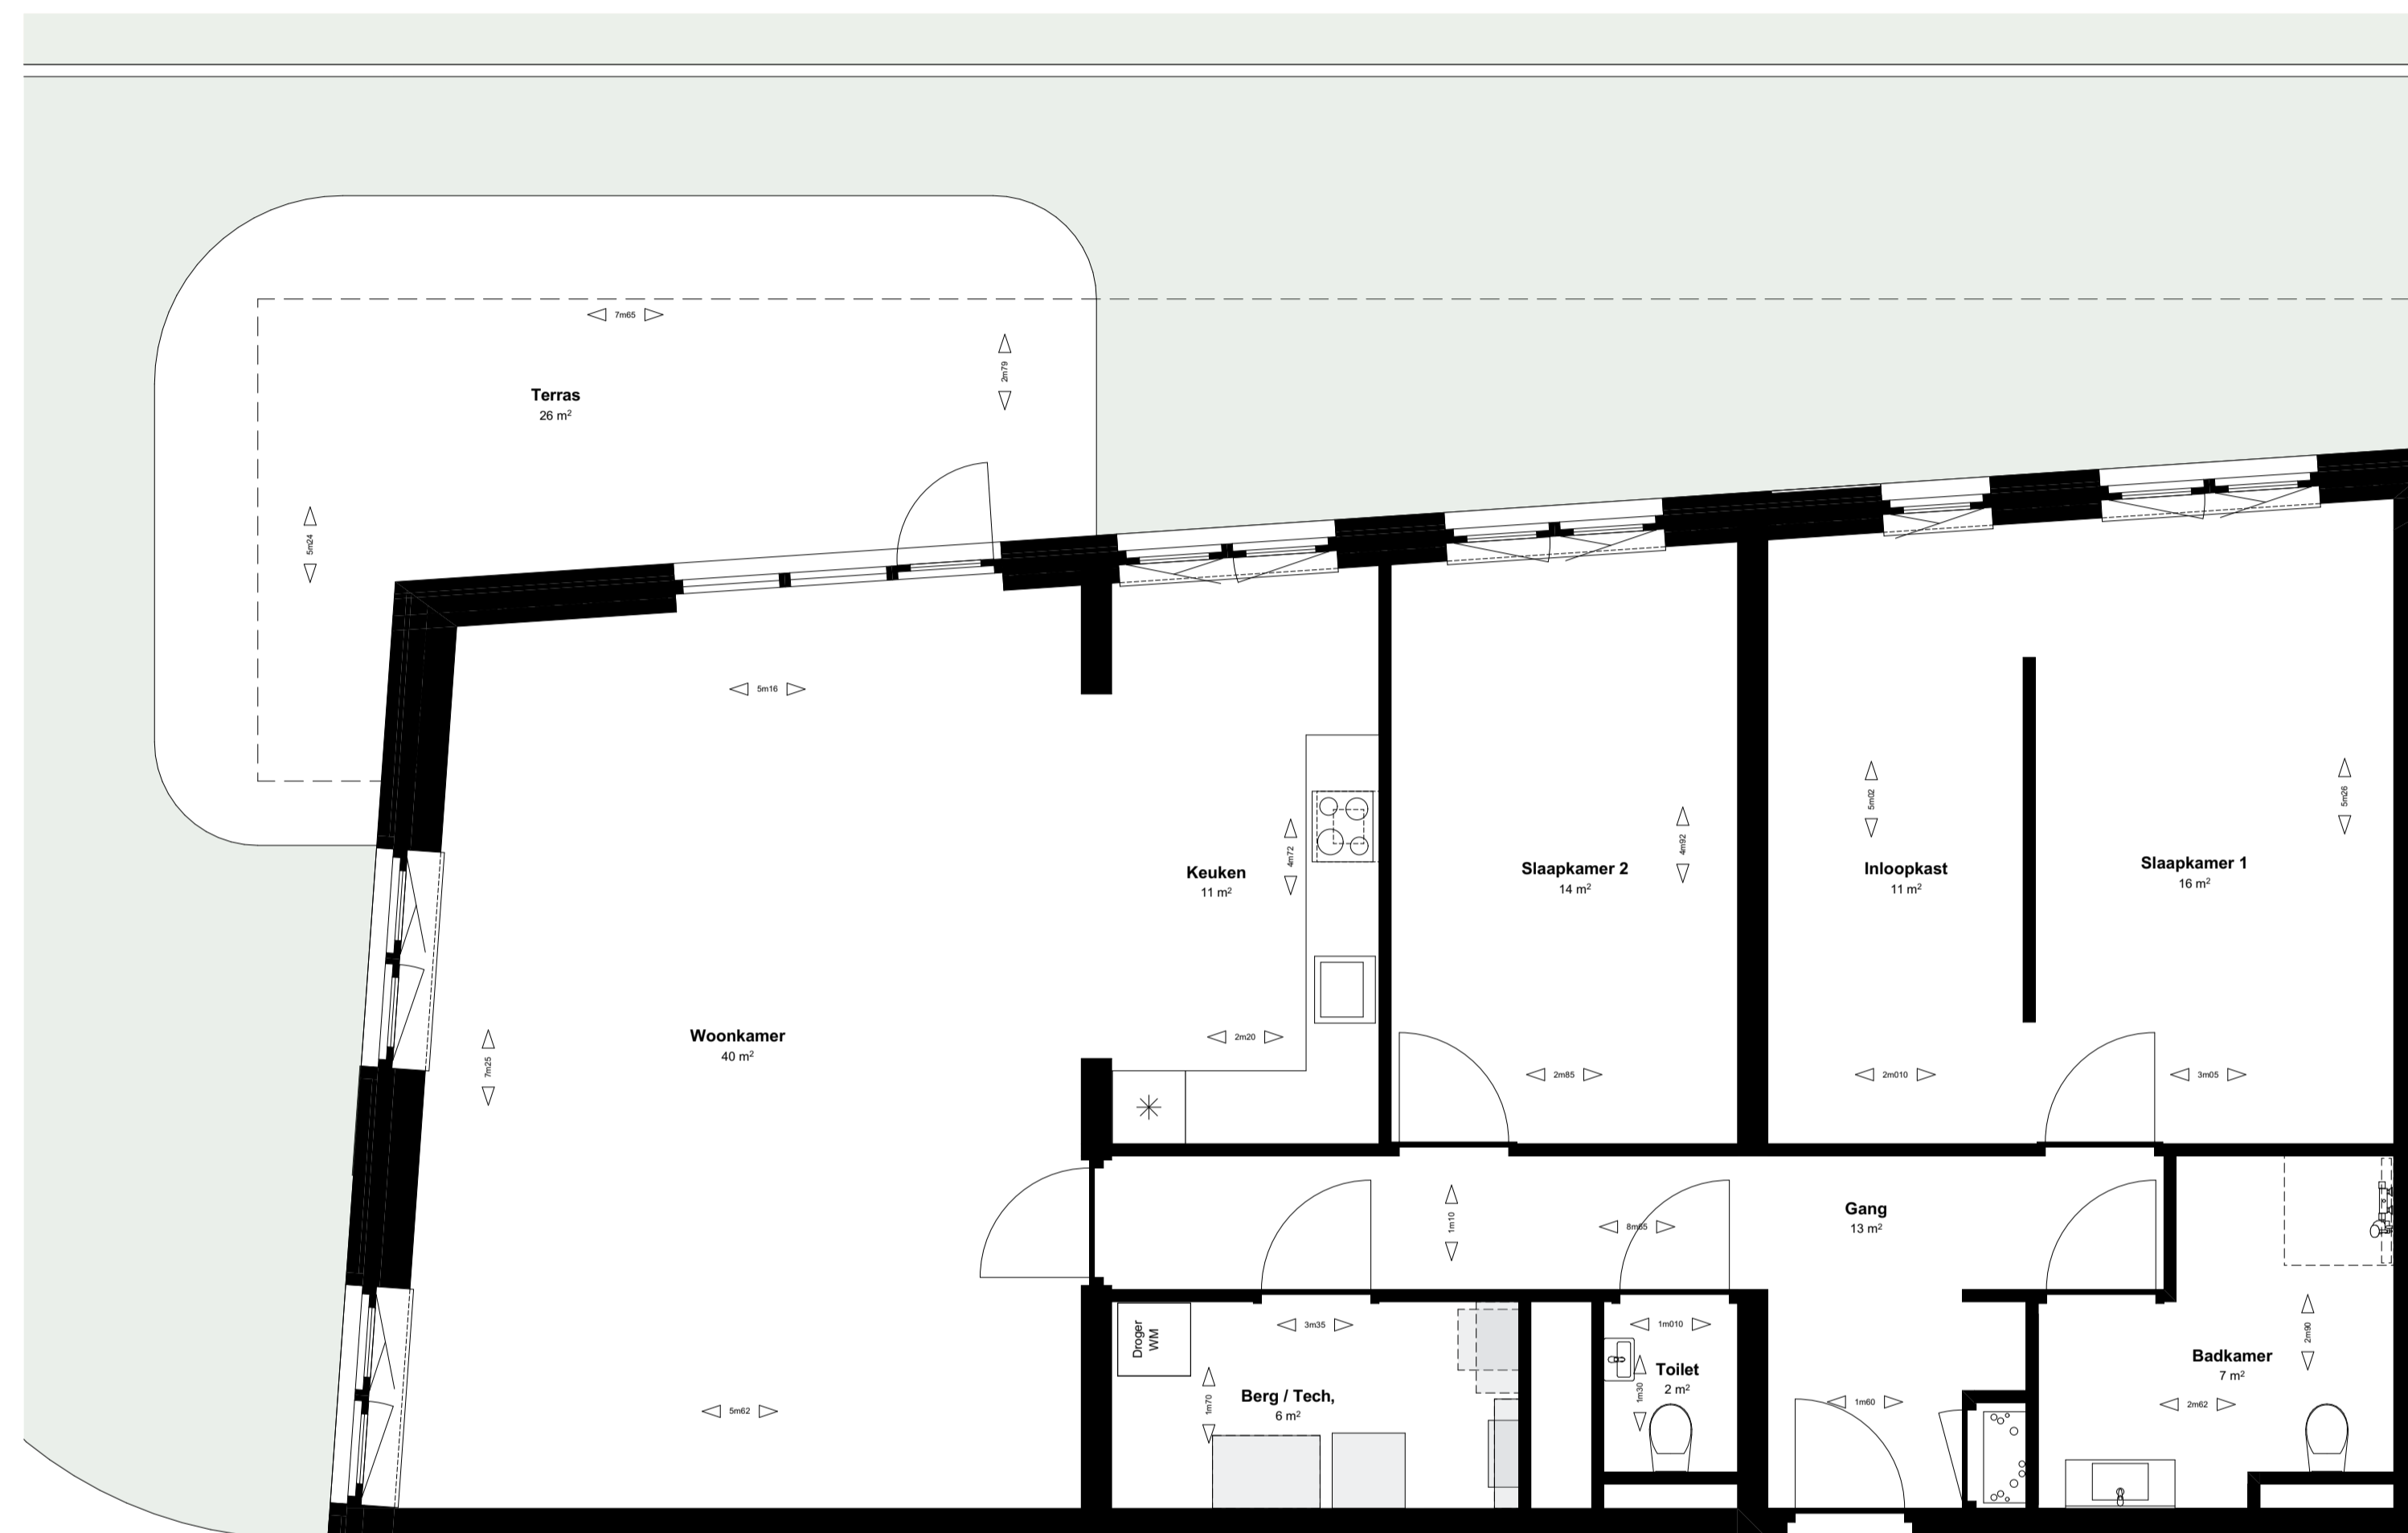 7m65
2m79
Terras
26 m²
5m24
5m16
5m02
5m26
4m92
4m72
Keuken
11 m²
Slaapkamer 2
14 m²
Inloopkast
11 m²
Slaapkamer 1
16 m²
Woonkamer
40 m²
7m25
2m20
2m85
2m010
3m05
1m10
8m65
Gang
13 m²
Droger
WM
3m35
1m010
2m90
Toilet
2 m²
1m30
Badkamer
7 m²
Berg / Tech,
6 m²
1m70
1m60
2m62
5m62